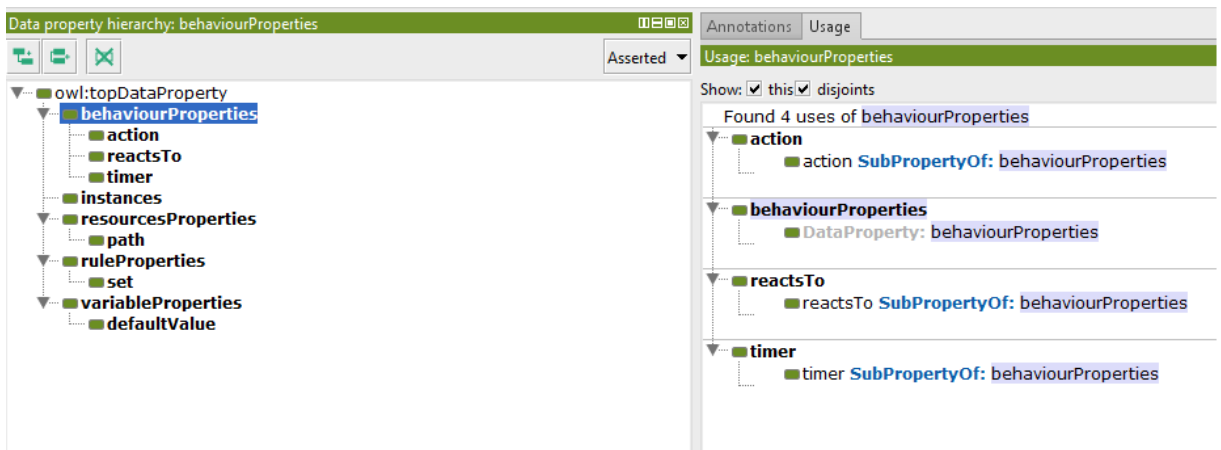 Data property hierarchy: behaviourProperties
Asserted
owl:topDataProperty
behaviourProperties
action
reactsTo
timer
instances
resourcesProperties
path
ruleProperties
set
variableProperties
defaultValue
Annotations Usage
Usage: behaviourProperties
Show: this disjoints
Found 4 uses of behaviourProperties
action
action SubPropertyOf: behaviourProperties
behaviourProperties
DataProperty: behaviourProperties
reactsTo
reactsTo SubPropertyOf: behaviourProperties
timer
timer SubPropertyOf: behaviourProperties